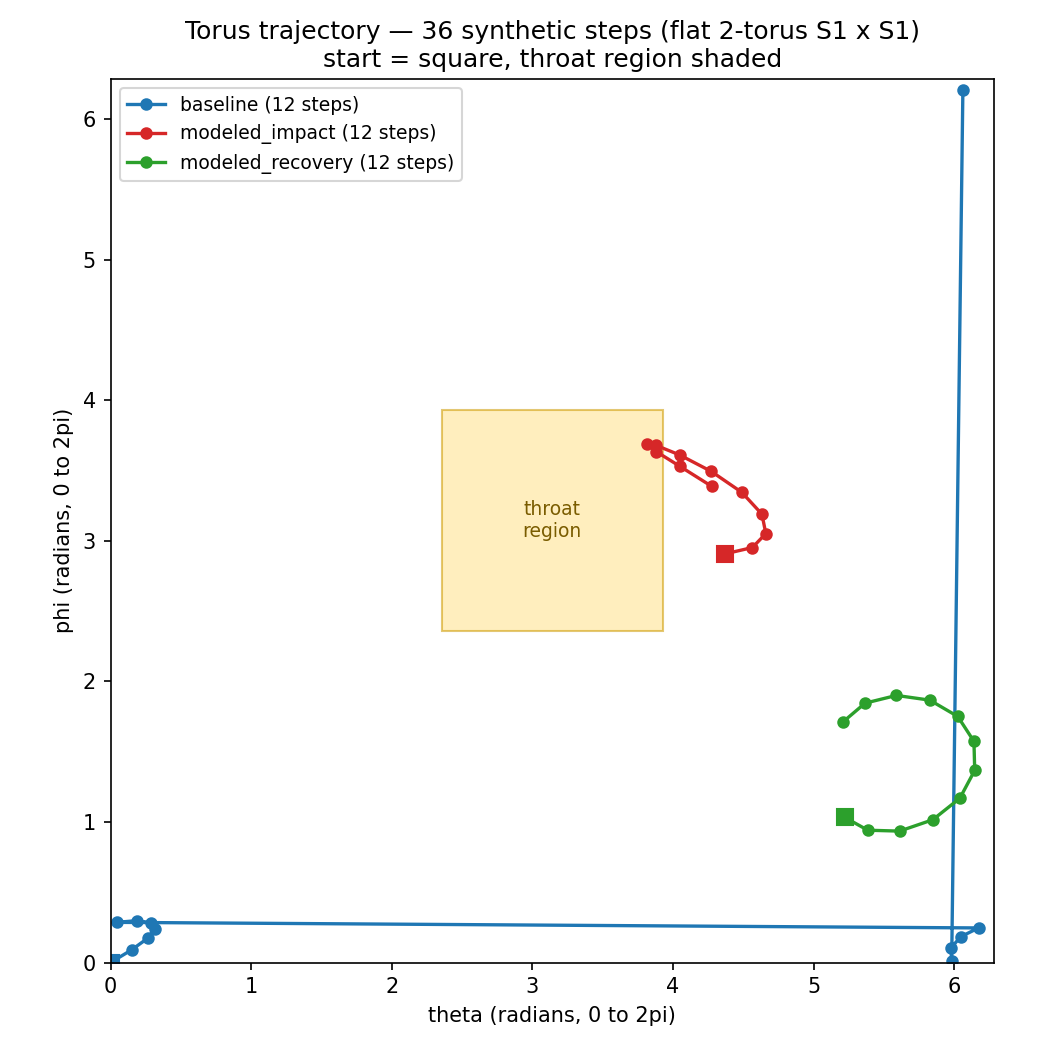 Torus trajectory — 36 synthetic steps (flat 2-torus S1 x S1)
start = square, throat region shaded
baseline (12 steps)
modeled_impact (12 steps)
modeled_recovery (12 steps)
6
5
4
3
2
1
0
phi (radians, 0 to 2pi)
throat
region
0 1 2 3 4 5 6
theta (radians, 0 to 2pi)